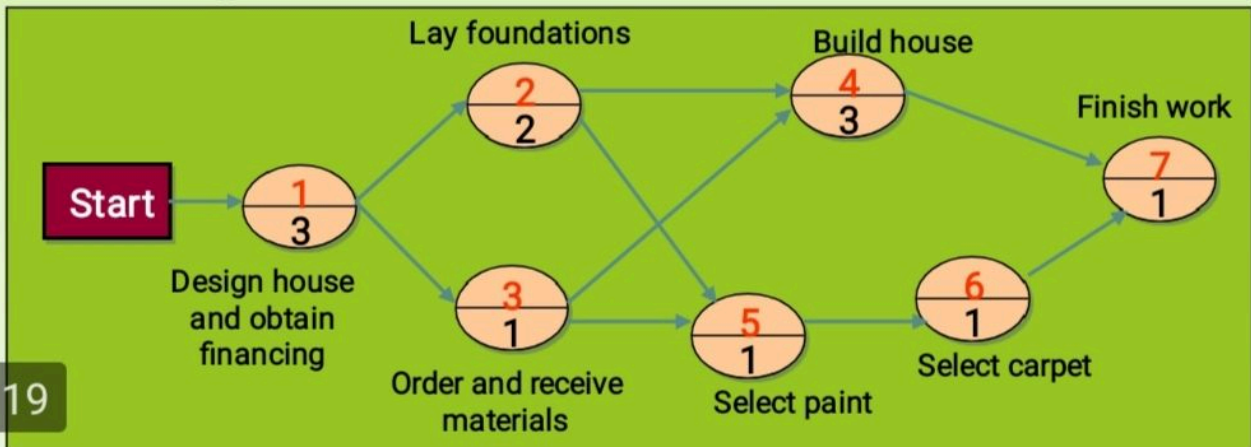 Lay foundations
Build house
2
2
4
3
Finish work
7
1
Start
1
3
Design house
and obtain
financing
3
1
Order and receive
materials
5
1
Select paint
6
1
Select carpet
19